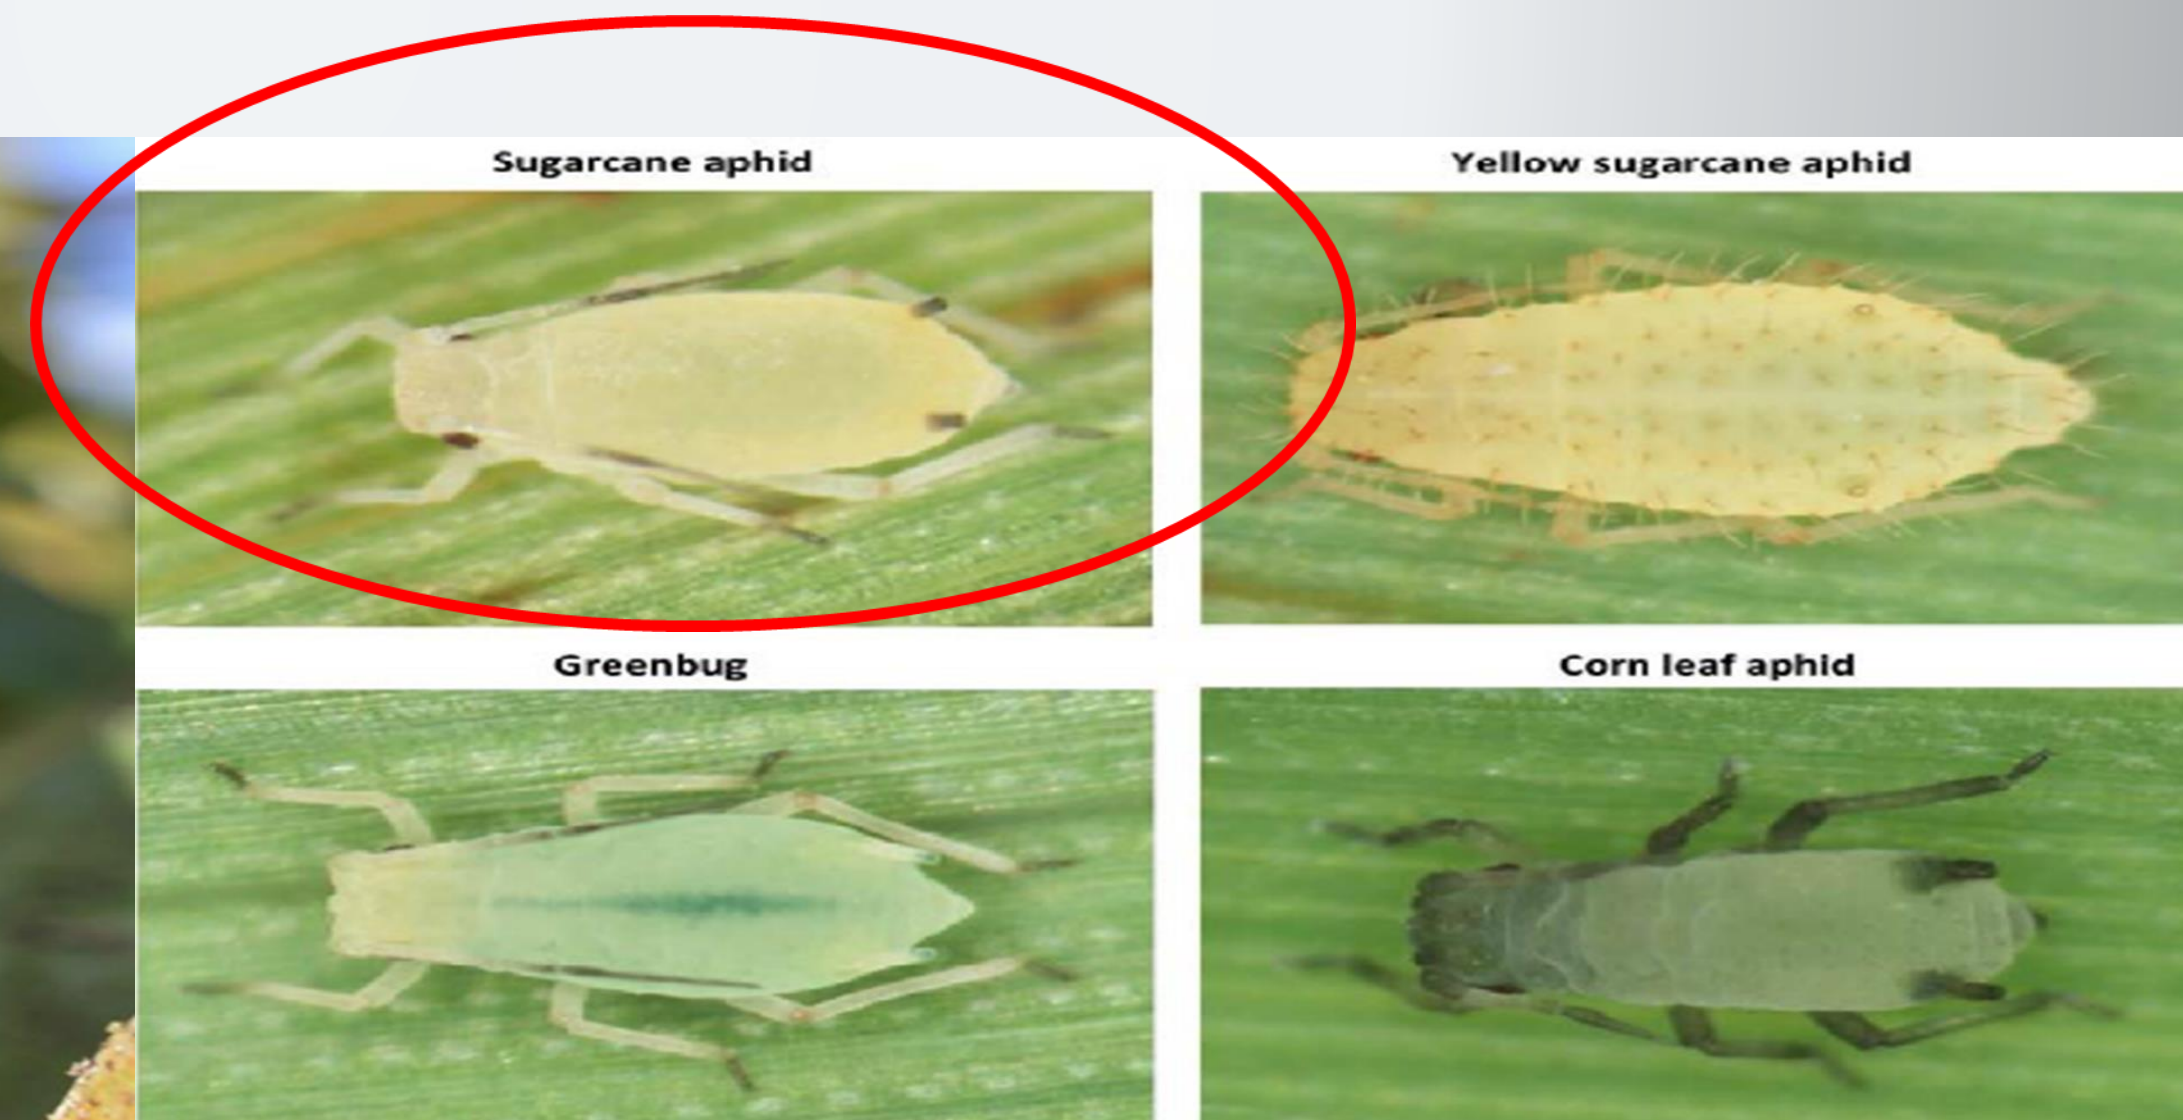 Sugarcane aphid
Yellow sugarcane aphid
Greenbug
Corn leaf aphid